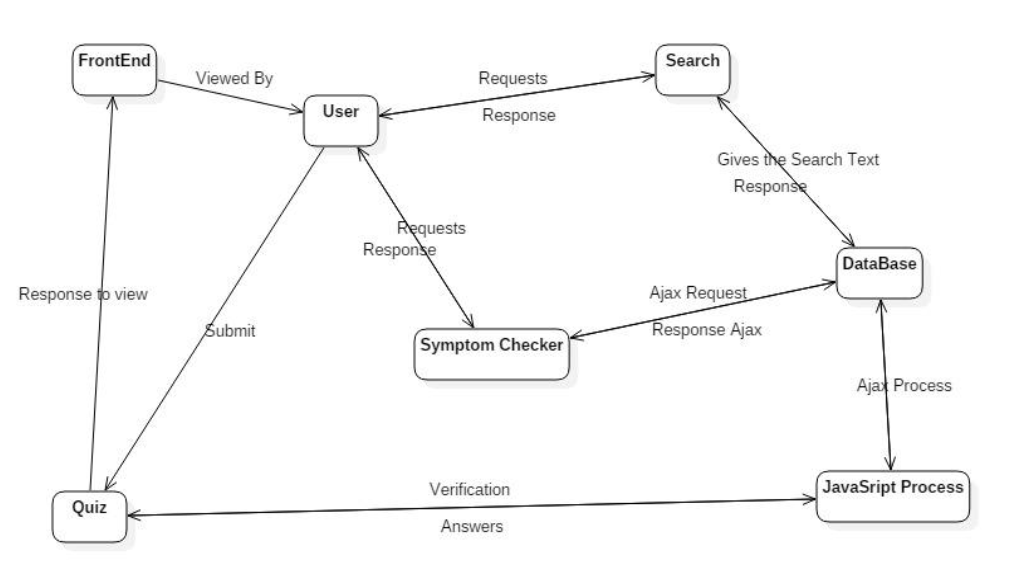 FrontEnd
Search
Viewed By
Requests
User
Response
Gives the Search Text
Response
Requests
Response
DataBase
Response to view
Ajax Request
Submit
Response Ajax
Symptom Checker
Ajax Process
Verification
JavaSript Process
Quiz
Answers